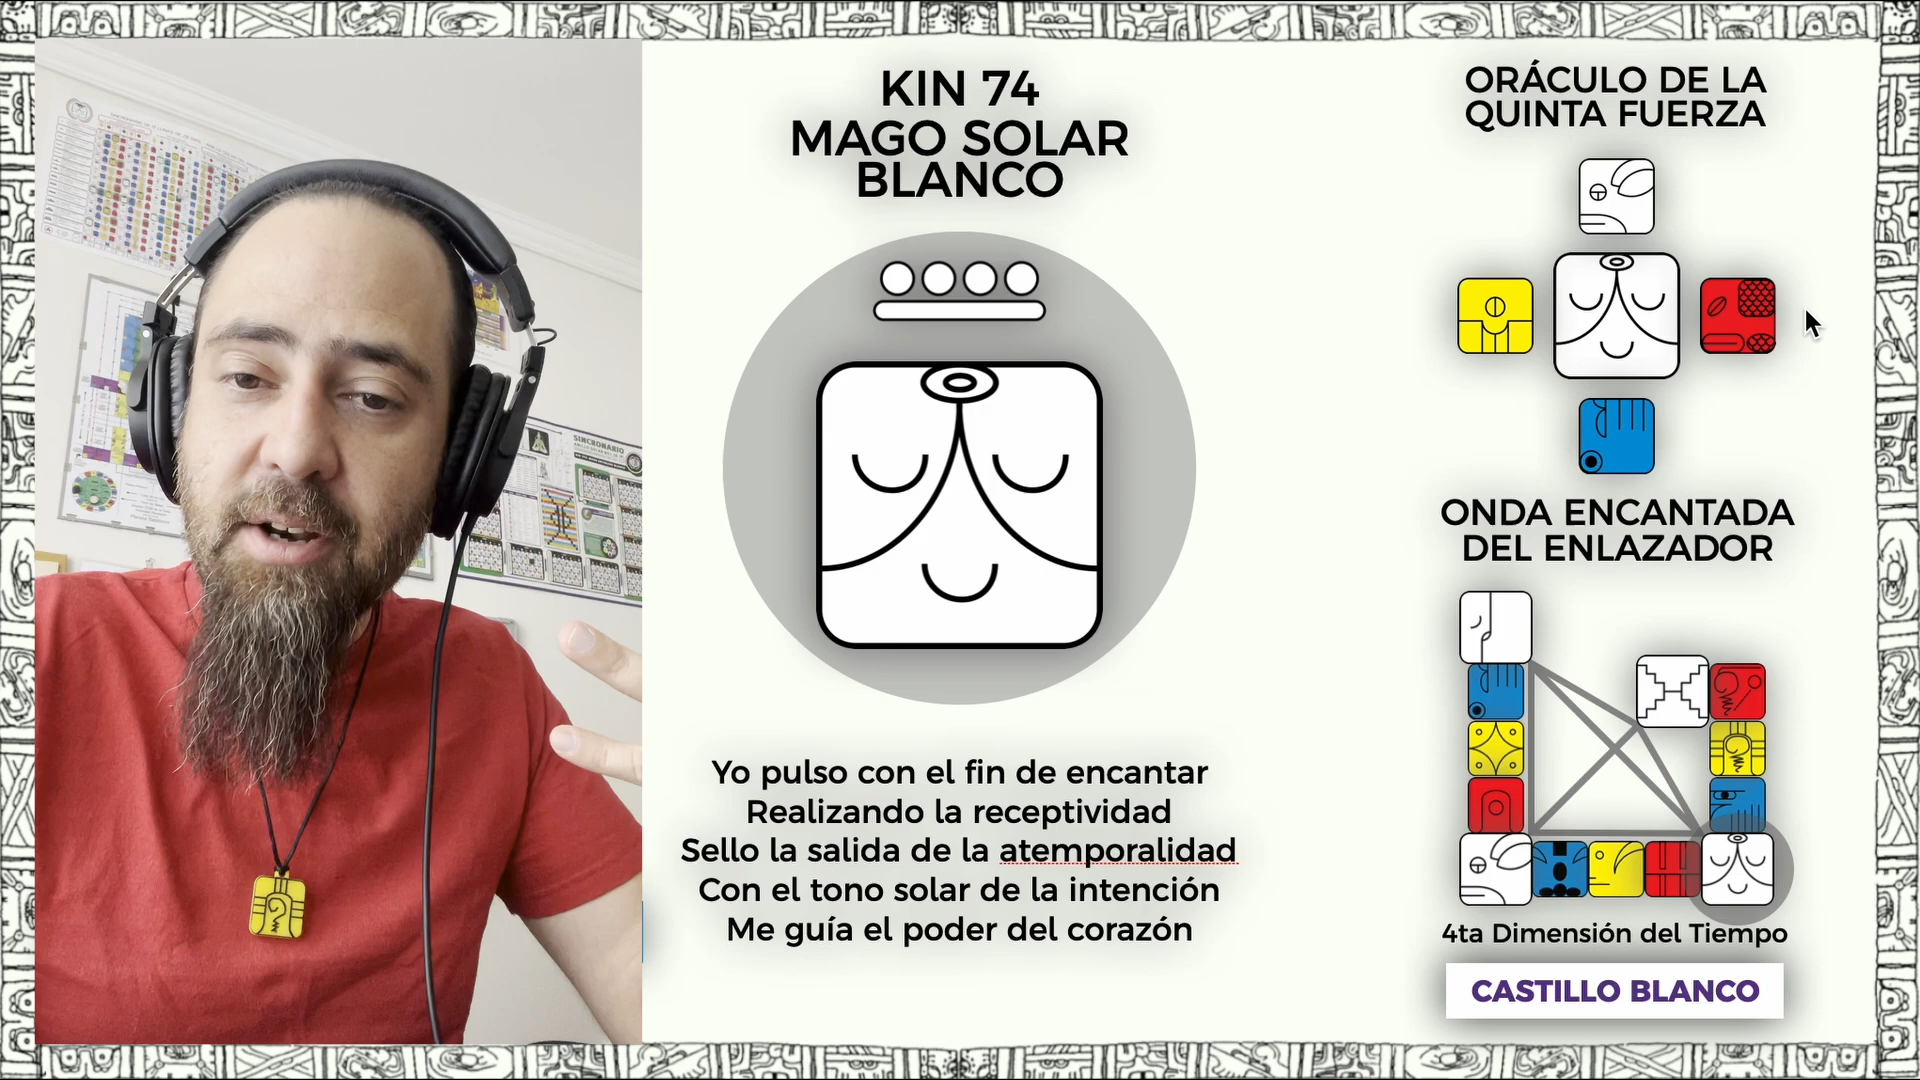 KIN 74
MAGO SOLAR
BLANCO
Yo pulso con el fin de encantar
Realizando la receptividad
Sello la salida de la atemporalidad
Con el tono solar de la intención
Me guía el poder del corazón
ORÁCULO DE LA
QUINTA FUERZA
ONDA ENCANTADA
DEL ENLAZADOR
4ta Dimensión del Tiempo
CASTILLO BLANCO
SINCRONARIO